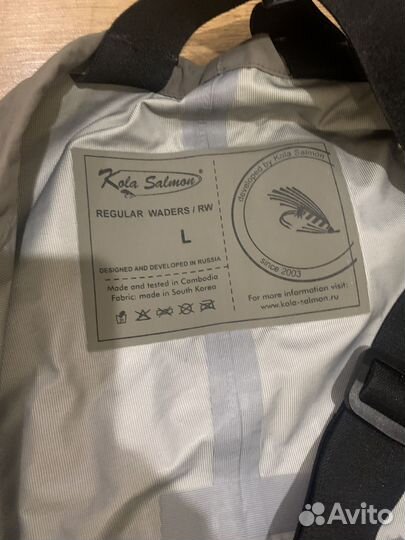 Kola Salmon®
REGULAR WADERS / RW
L
DESIGNED AND DEVELOPED IN RUSSIA
Made and tested in Cambodia
Fabric: made in South Korea
developed by Kola Salmon
since 2003
For more information visit:
www.kola-salmon.ru
Avito